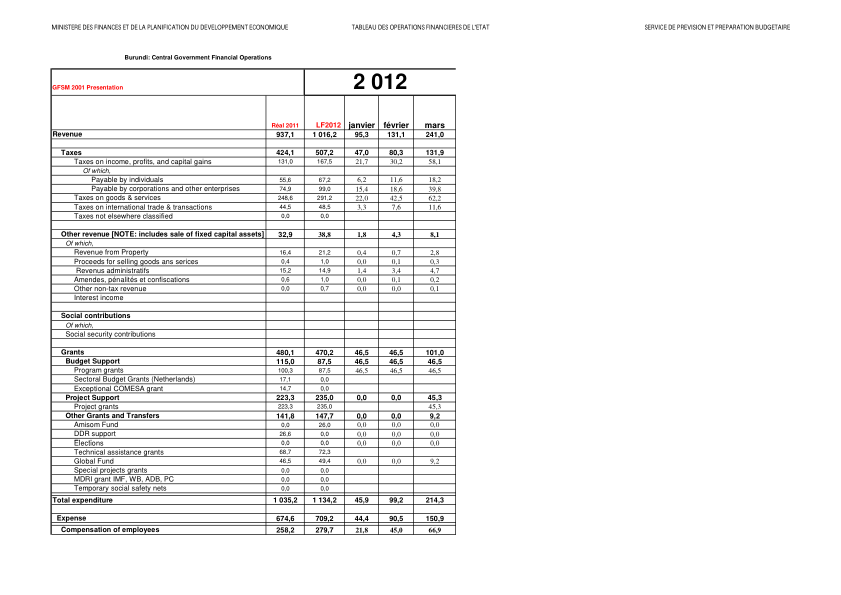 MINISTERE DES FINANCES ET DE LA PLANIFICATION DU DEVELOPPEMENT ECONOMIQUE TABLEAU DES OPERATIONS FINANCIERES DE L'ETAT SERVICE DE PREVISION ET PREPARATION BUDGETAIRE
Burundi: Central Government Financial Operations
GFSM 2001 Presentation 2 012
Réal 2011 LF2012 janvier février mars
Revenue 937,1 1 016,2 95,3 131,1 241,0
Taxes 424,1 507,2 47,0 80,3 131,9
Taxes on income, profits, and capital gains 131,0 167,5 21,7 30,2 58,1
Of which,
Payable by individuals 55,6 67,2 6,2 11,6 18,2
Payable by corporations and other enterprises 74,9 99,0 15,4 18,6 39,8
Taxes on goods & services 248,6 291,2 22,0 42,5 62,2
Taxes on international trade & transactions 44,5 48,5 3,3 7,6 11,6
Taxes not elsewhere classified 0,0 0,0
Other revenue [NOTE: includes sale of fixed capital assets] 32,9 38,8 1,8 4,3 8,1
Of which,
Revenue from Property 16,4 21,2 0,4 0,7 2,8
Proceeds for selling goods ans serices 0,4 1,0 0,0 0,1 0,3
Revenus administratifs 15,2 14,9 1,4 3,4 4,7
Amendes, pénalités et confiscations 0,6 1,0 0,0 0,1 0,2
Other non-tax revenue 0,0 0,7 0,0 0,0 0,1
Interest income
Social contributions
Of which,
Social security contributions
Grants 480,1 470,2 46,5 46,5 101,0
Budget Support 115,0 87,5 46,5 46,5 46,5
Program grants 100,3 87,5 46,5 46,5 46,5
Sectoral Budget Grants (Netherlands) 17,1 0,0
Exceptional COMESA grant 14,7 0,0
Project Support 223,3 235,0 0,0 0,0 45,3
Project grants 223,3 235,0 45,3
Other Grants and Transfers 141,8 147,7 0,0 0,0 9,2
Amisom Fund 0,0 26,0 0,0 0,0 0,0
DDR support 26,6 0,0 0,0 0,0 0,0
Elections 0,0 0,0 0,0 0,0 0,0
Technical assistance grants 68,7 72,3
Global Fund 46,5 49,4 0,0 0,0 9,2
Special projects grants 0,0 0,0
MDRI grant IMF, WB, ADB, PC 0,0 0,0
Temporary social safety nets 0,0 0,0
Total expenditure 1 035,2 1 134,2 45,9 99,2 214,3
Expense 674,6 709,2 44,4 90,5 150,9
Compensation of employees 258,2 279,7 21,8 45,0 66,9